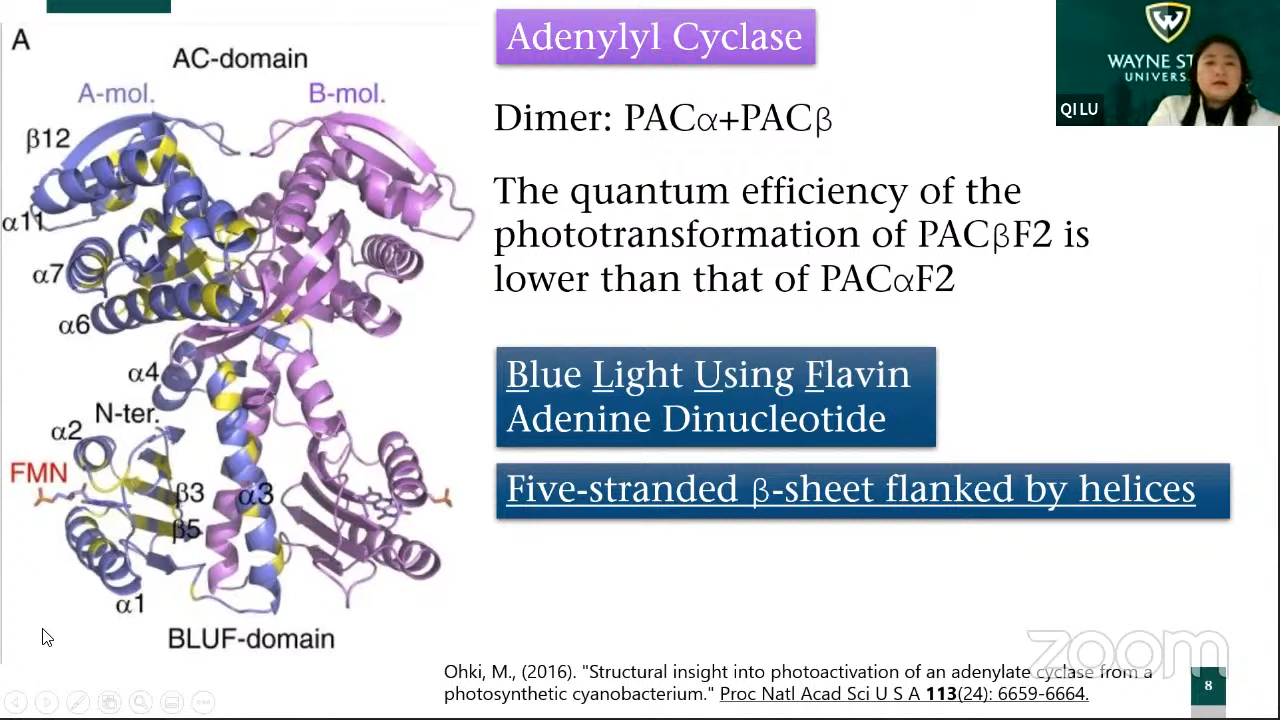 A
AC-domain
A-mol.
B-mol.
β12
α11
α7
α6
α4
N-ter.
α2
FMN
β3
α3
β5
α1
BLUF-domain
Adenylyl Cyclase
Dimer: PACα+PACβ
The quantum efficiency of the
phototransformation of PACβF2 is
lower than that of PACαF2
Blue Light Using Flavin
Adenine Dinucleotide
Five-stranded β-sheet flanked by helices
Ohki, M., (2016). "Structural insight into photoactivation of an adenylate cyclase from a
photosynthetic cyanobacterium." Proc Natl Acad Sci U S A 113(24): 6659-6664.
8
zoom
W
WAYNE ST
UNIVERS
QI LU